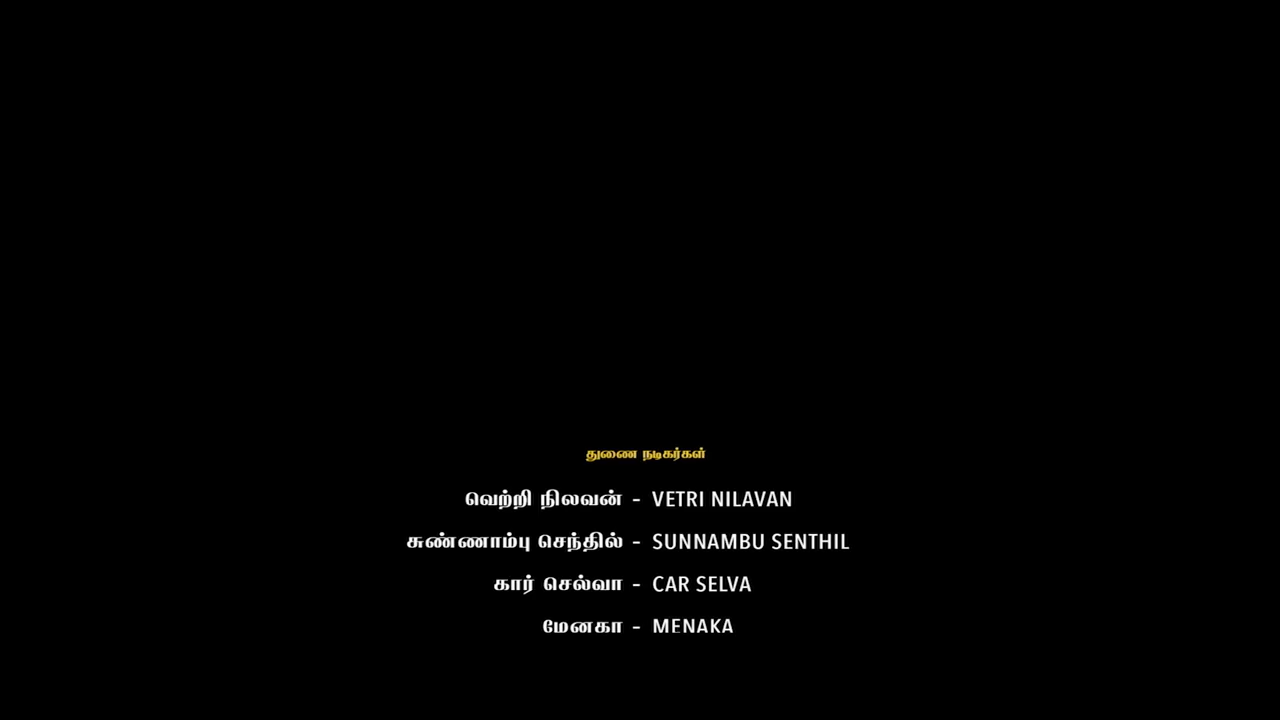 துணை நடிகர்கள்
வெற்றி நிலவன் - VETRI NILAVAN
சுண்ணாம்பு செந்தில் - SUNNAMBU SENTHIL
கார் செல்வா - CAR SELVA
மேனகா - MENAKA